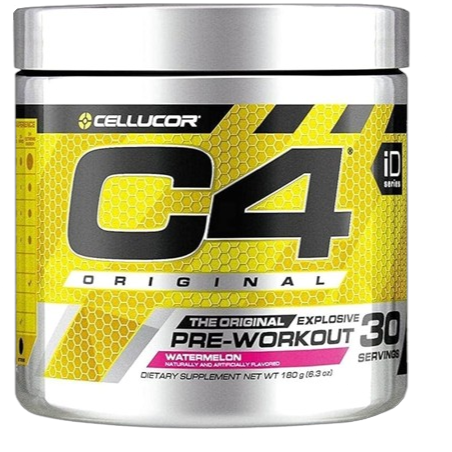 CELLUCOR®
C4®
iD
series
ORIGINAL
THE ORIGINAL EXPLOSIVE
PRE-WORKOUT
30
SERVINGS
WATERMELON
NATURALLY AND ARTIFICIALLY FLAVORED
DIETARY SUPPLEMENT NET WT 180 g (6.3 oz)